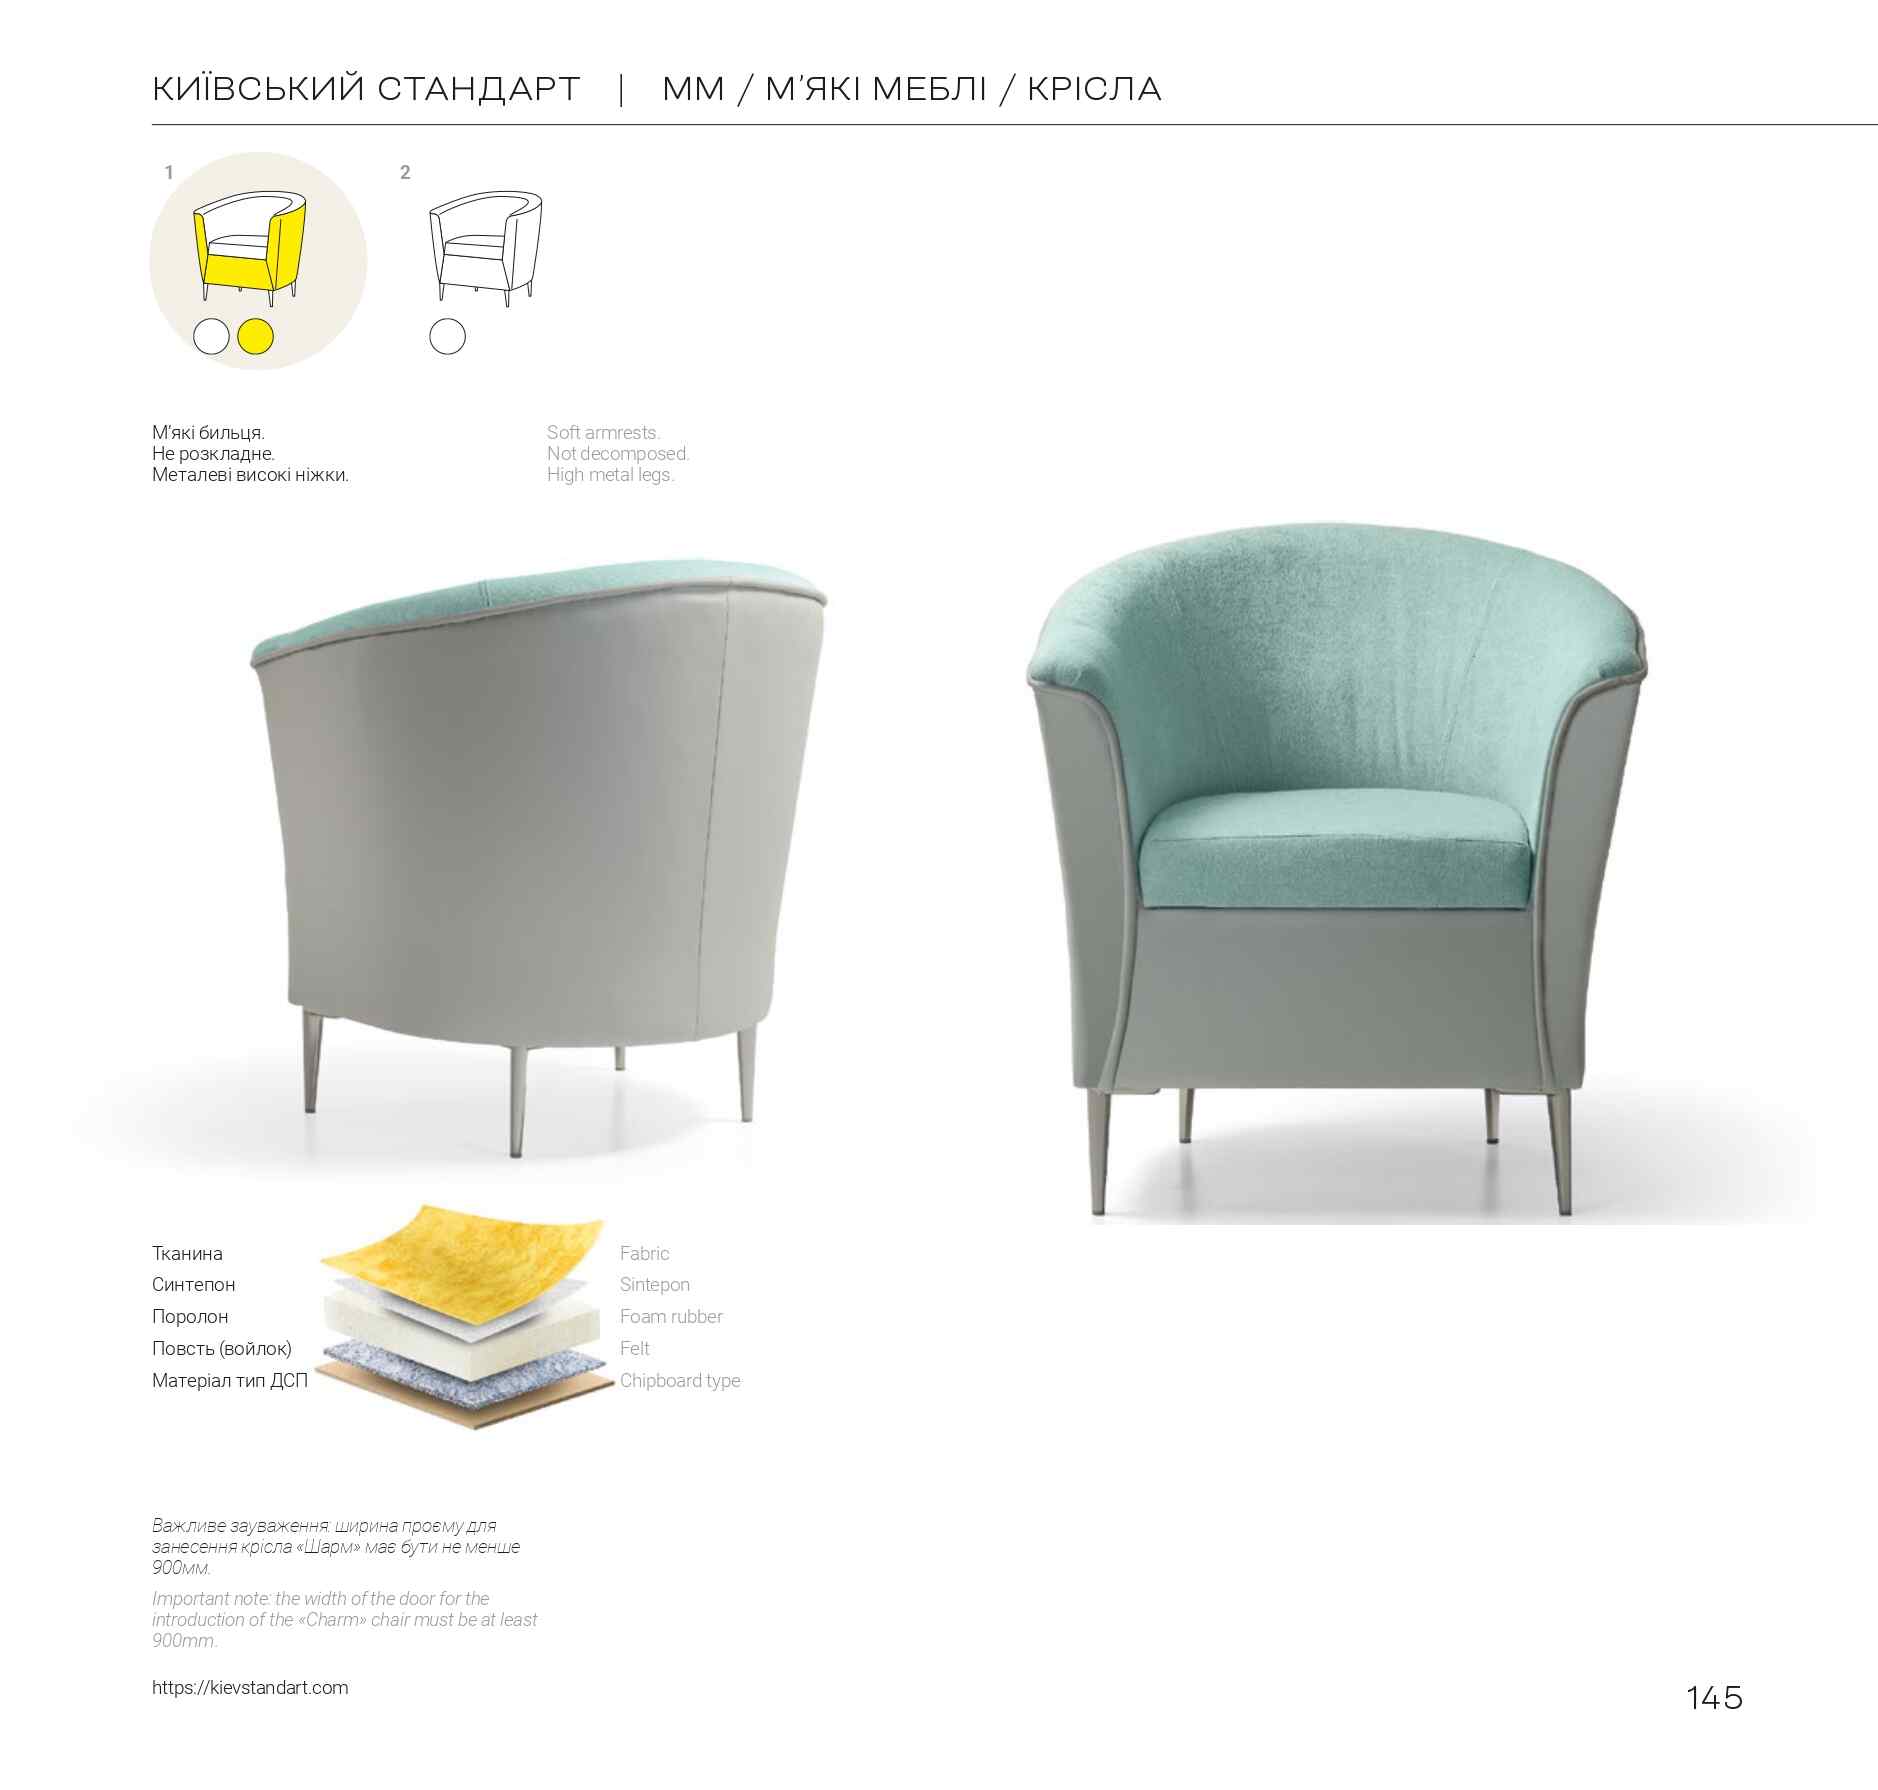 КИЇВСЬКИЙ СТАНДАРТ | ММ / М’ЯКІ МЕБЛІ / КРІСЛА
1
2
М’які бильця.
Не розкладне.
Металеві високі ніжки.
Soft armrests.
Not decomposed.
High metal legs.
Тканина
Синтепон
Поролон
Повсть (войлок)
Матеріал тип ДСП
Fabric
Sintepon
Foam rubber
Felt
Chipboard type
Важливе зауваження: ширина проєму для
занесення крісла «Шарм» має бути не менше
900мм.
Important note: the width of the door for the
introduction of the «Charm» chair must be at least
900mm.
https://kievstandart.com
145